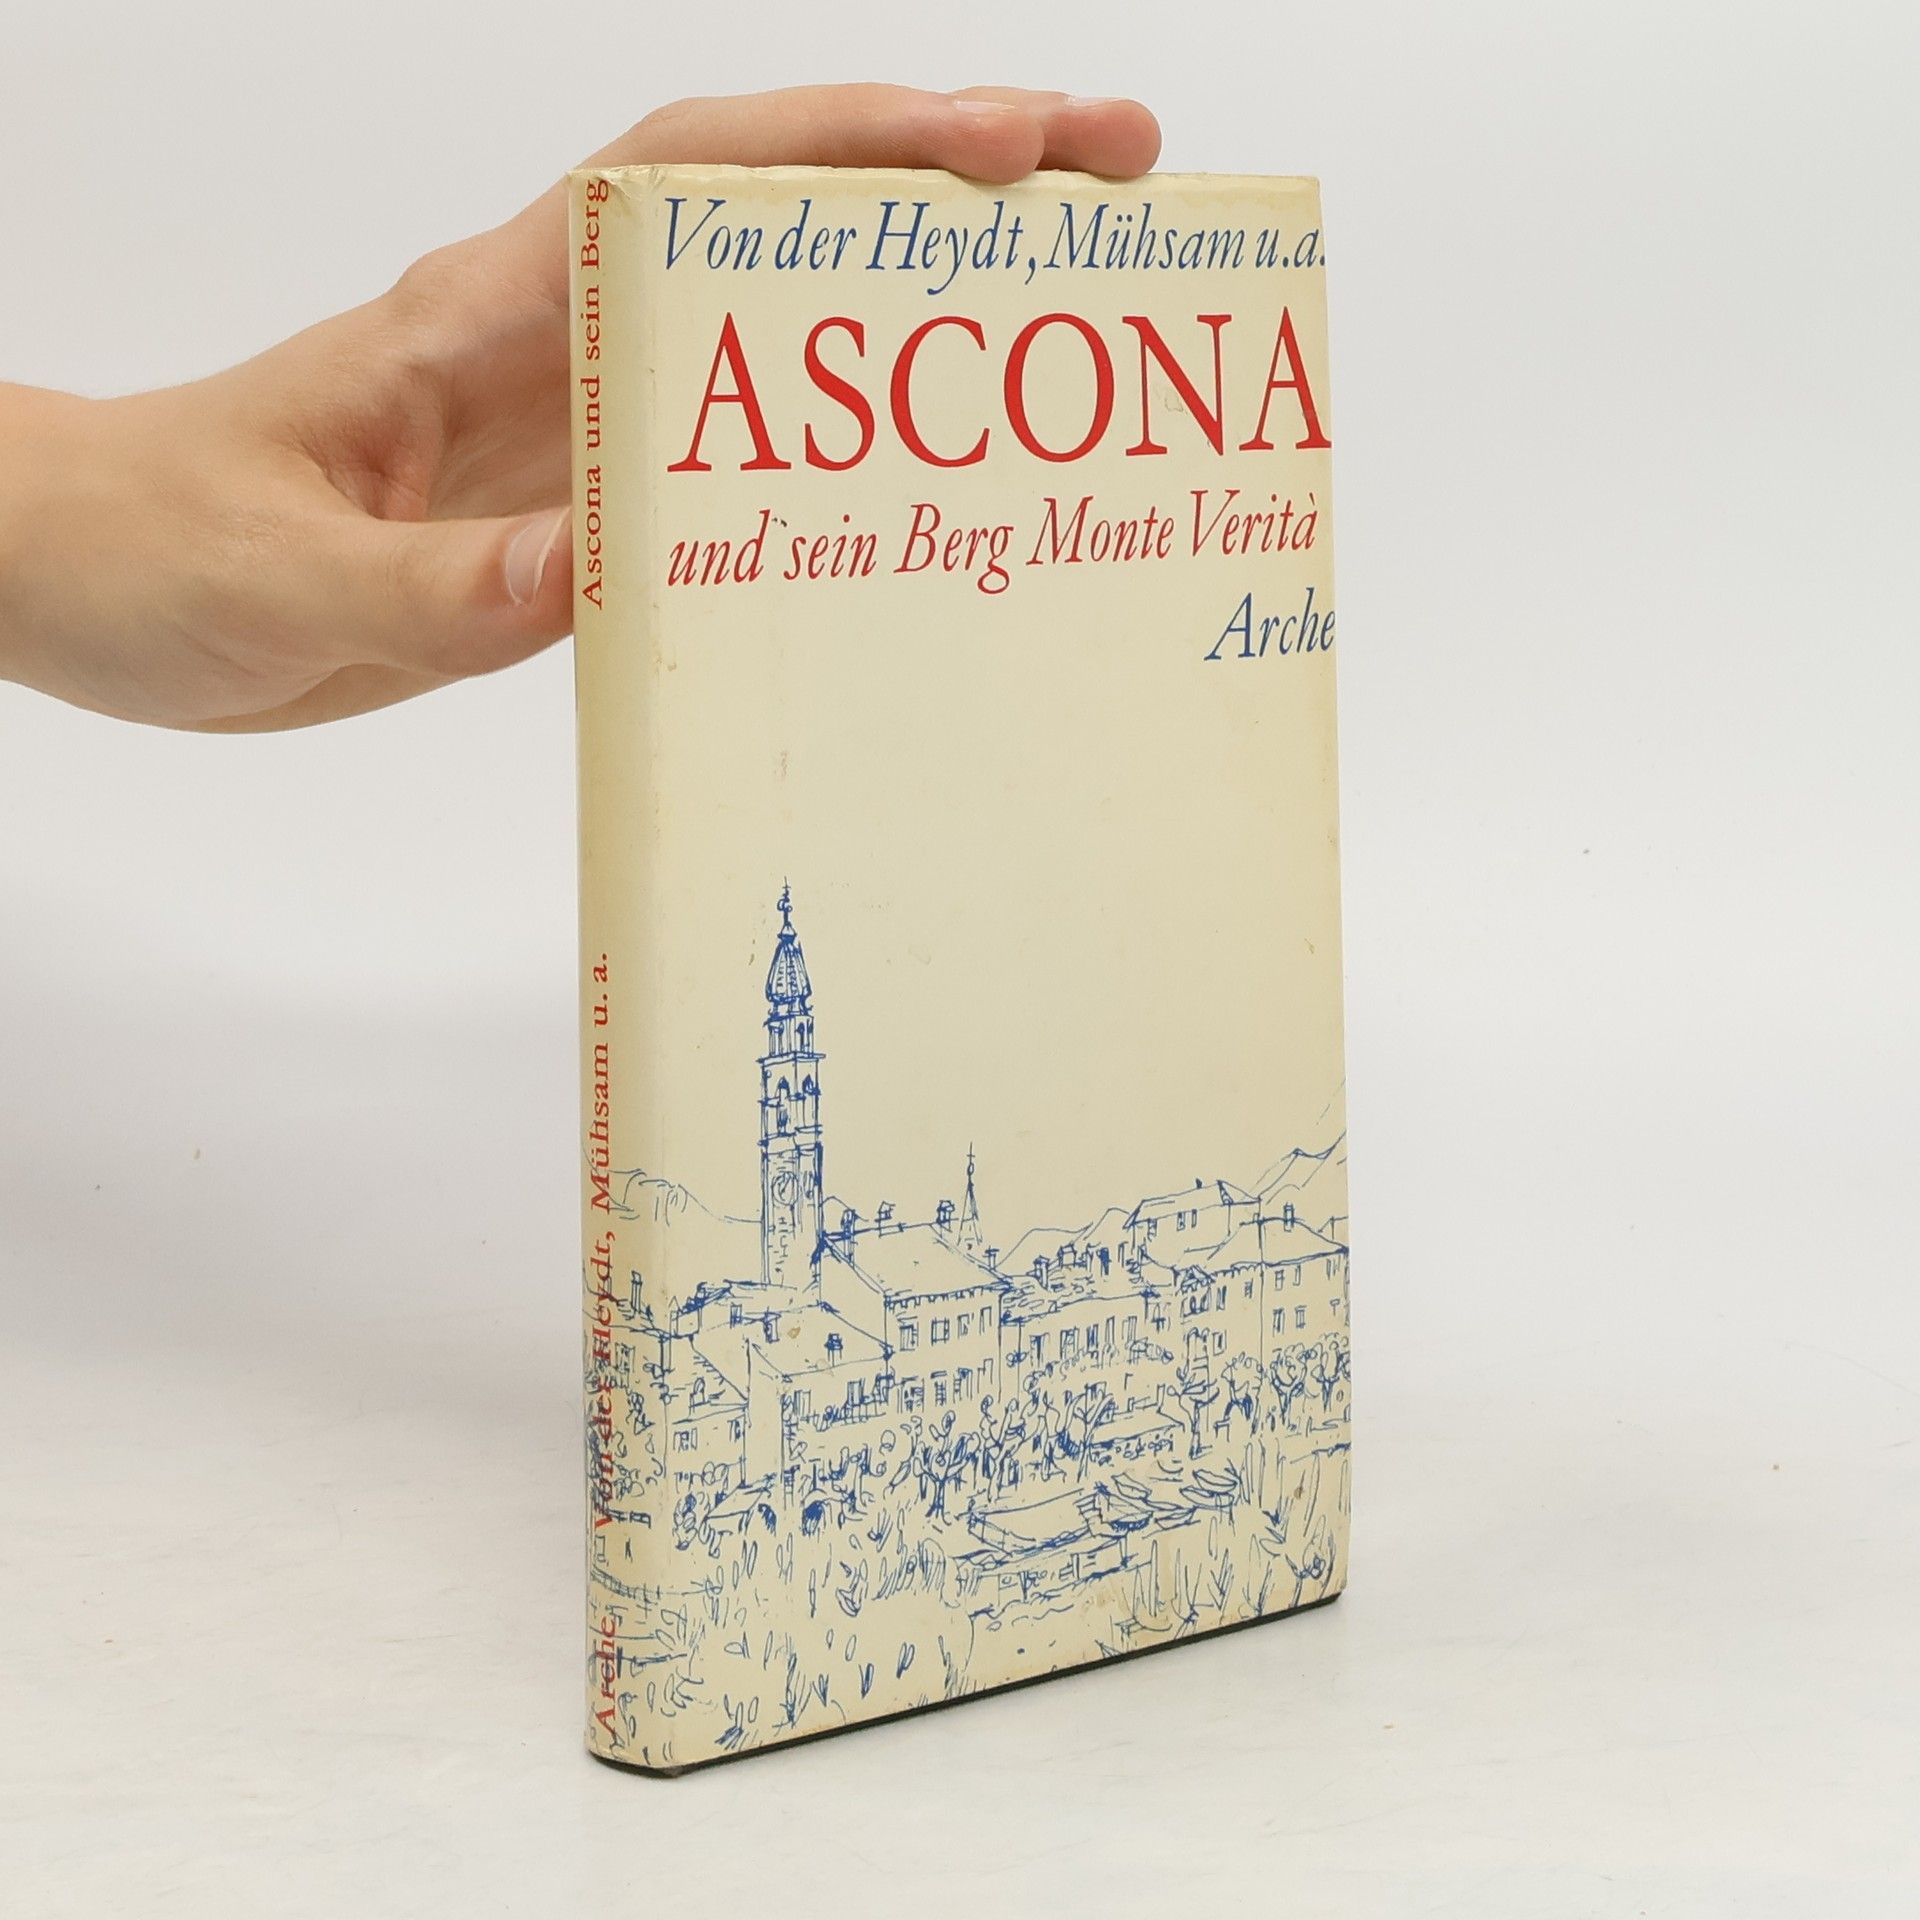 Von der Heydt, Mühsam u.a.
ASCONA
und sein Berg Monte Verità
Arche
Arche Von der Heydt, Mühsam u. a. Ascona und sein Berg